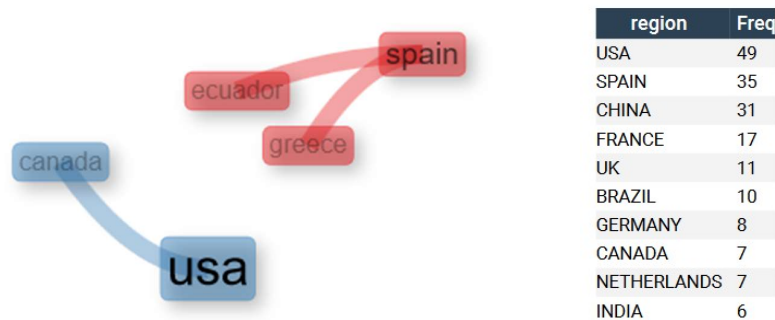 spain
ecuador
greece
canada
usa
region Freq
USA 49
SPAIN 35
CHINA 31
FRANCE 17
UK 11
BRAZIL 10
GERMANY 8
CANADA 7
NETHERLANDS 7
INDIA 6